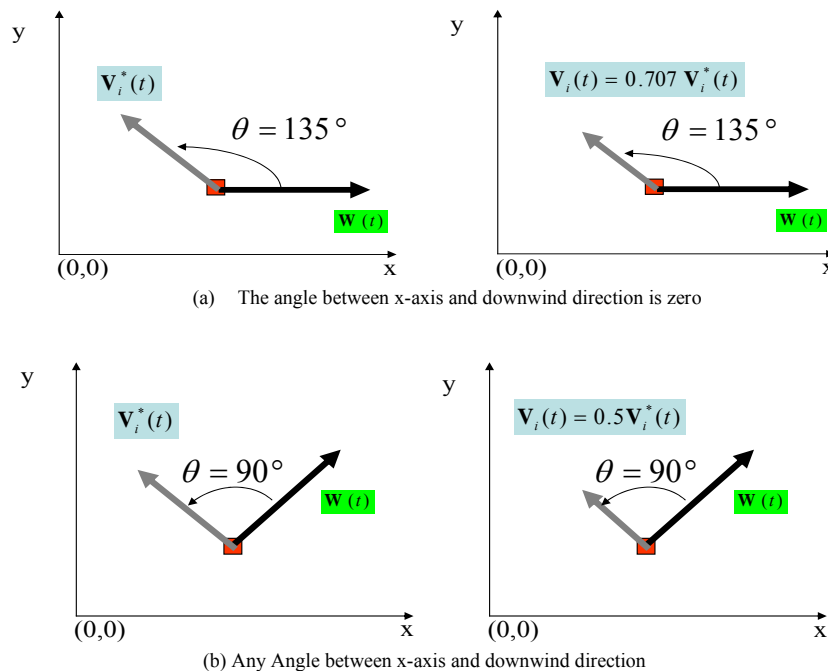 y
y
V_i^*(t)
V_i(t) = 0.707 V_i^*(t)
θ = 135°
θ = 135°
W (t)
W (t)
(0,0)
x
(0,0)
x
(a) The angle between x-axis and downwind direction is zero
y
y
V_i^*(t)
V_i(t) = 0.5V_i^*(t)
θ = 90°
θ = 90°
W (t)
W (t)
(0,0)
x
(0,0)
x
(b) Any Angle between x-axis and downwind direction